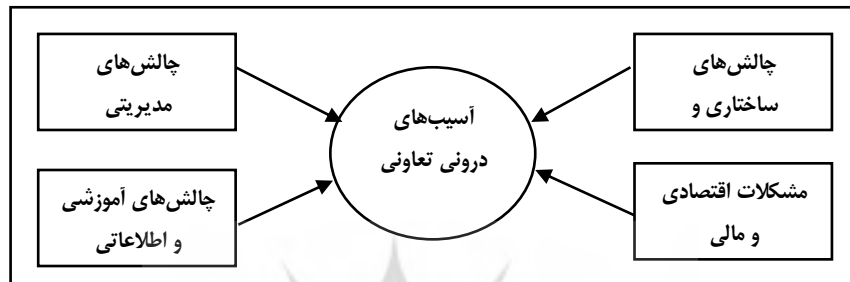 چالش‌های
ساختاری و
آسیب‌های
درونی تعاونی
چالش‌های
مدیریتی
مشکلات اقتصادی
و مالی
چالش‌های آموزشی
و اطلاعاتی